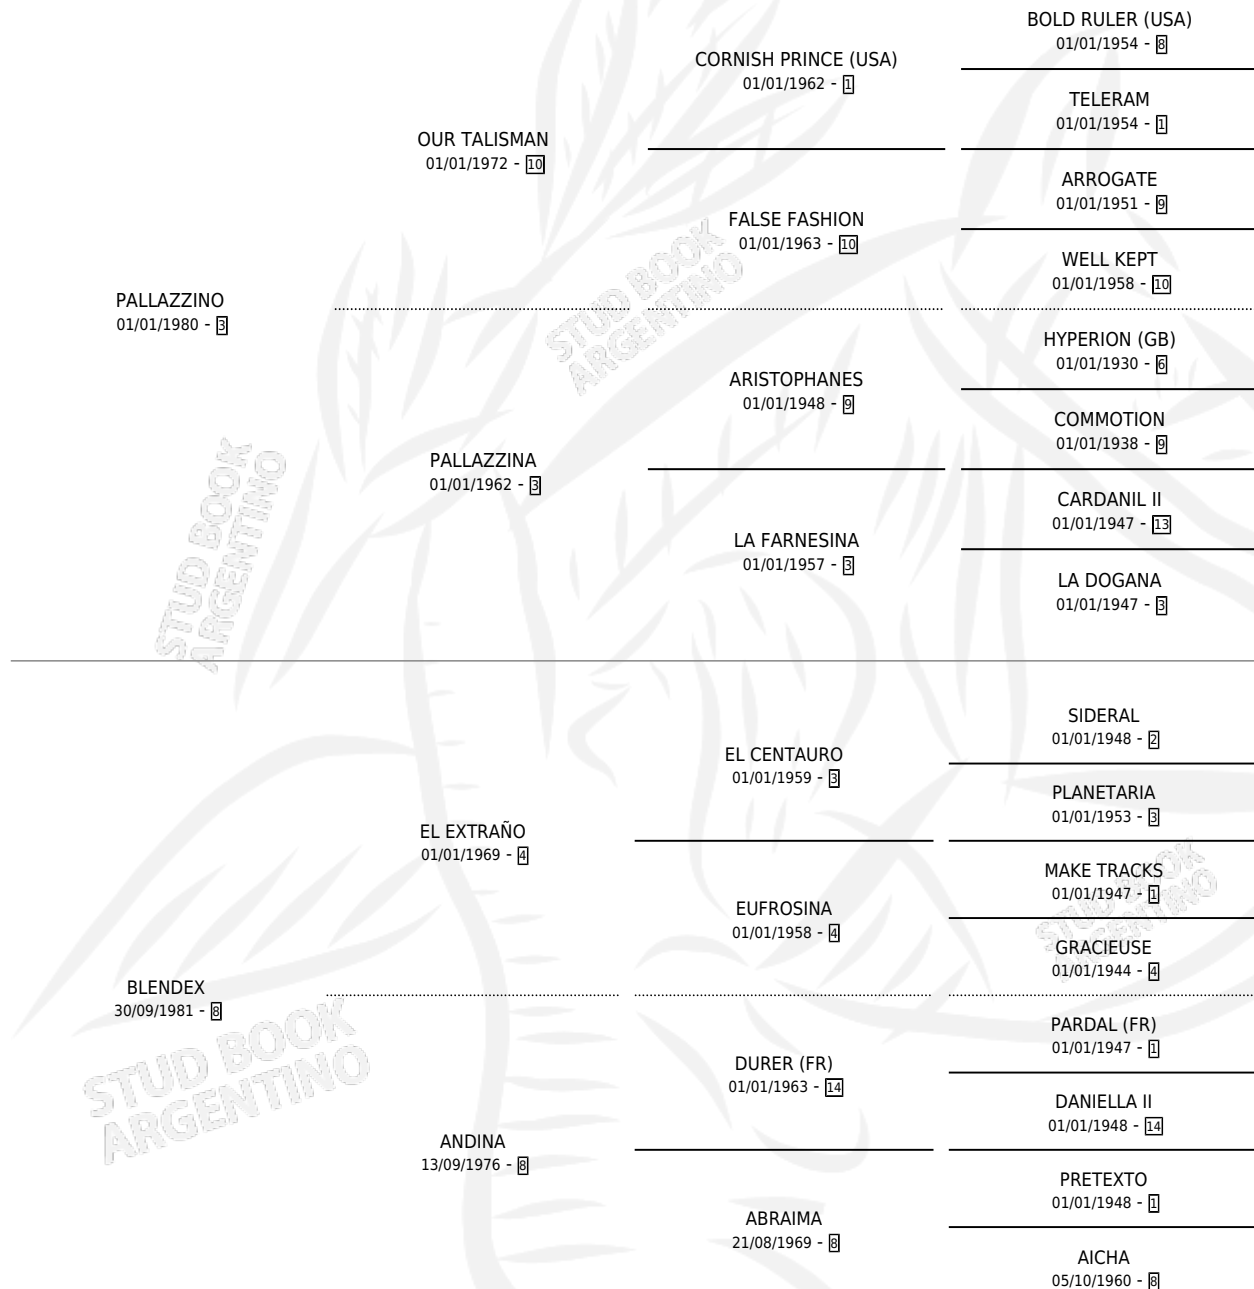 BOLD RULER (USA)
01/01/1954 - 8
CORNISH PRINCE (USA)
01/01/1962 - 1
TELERAM
01/01/1954 - 1
OUR TALISMAN
01/01/1972 - 10
ARROGATE
01/01/1951 - 9
FALSE FASHION
01/01/1963 - 10
WELL KEPT
01/01/1958 - 10
PALLAZZINO
01/01/1980 - 3
HYPERION (GB)
01/01/1930 - 6
ARISTOPHANES
01/01/1948 - 9
COMMOTION
01/01/1938 - 9
PALLAZZINA
01/01/1962 - 3
CARDANIL II
01/01/1947 - 13
LA FARNESINA
01/01/1957 - 3
LA DOGANA
01/01/1947 - 3
SIDERAL
01/01/1948 - 2
EL CENTAURO
01/01/1959 - 3
PLANETARIA
01/01/1953 - 3
EL EXTRAÑO
01/01/1969 - 4
MAKE TRACKS
01/01/1947 - 1
EUFROSINA
01/01/1958 - 4
GRACIEUSE
01/01/1944 - 4
BLENDEX
30/09/1981 - 8
PARDAL (FR)
01/01/1947 - 1
DURER (FR)
01/01/1963 - 14
DANIELLA II
01/01/1948 - 14
ANDINA
13/09/1976 - 8
PRETEXTO
01/01/1948 - 1
ABRAIMA
21/08/1969 - 8
AICHA
05/10/1960 - 8
STUD BOOK
ARGENTINO
STUD BOOK
ARGENTINO
STUD BOOK
ARGENTINO
STUD BOOK
ARGENTINO